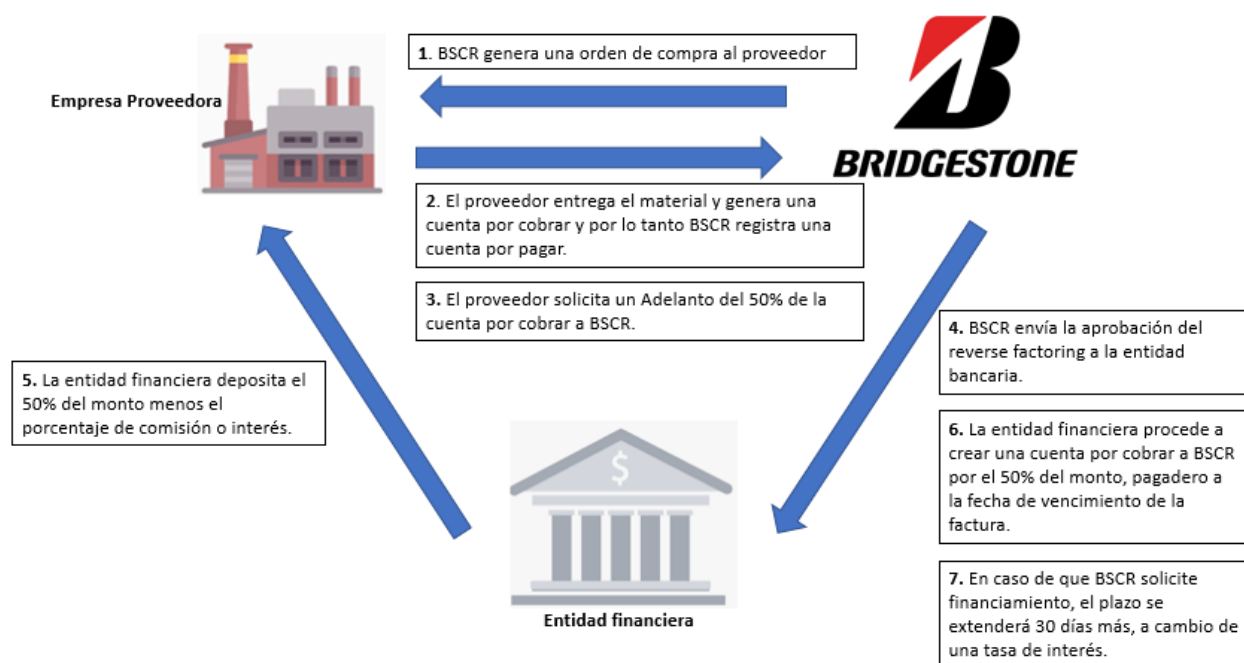 1. BSCR genera una orden de compra al proveedor
Empresa Proveedora
BRIDGESTONE
2. El proveedor entrega el material y genera una
cuenta por cobrar y por lo tanto BSCR registra una
cuenta por pagar.
3. El proveedor solicita un Adelanto del 50% de la
cuenta por cobrar a BSCR.
4. BSCR envía la aprobación del
reverse factoring a la entidad
bancaria.
5. La entidad financiera deposita el
50% del monto menos el
porcentaje de comisión o interés.
6. La entidad financiera procede a
crear una cuenta por cobrar a BSCR
por el 50% del monto, pagadero a
la fecha de vencimiento de la
factura.
$
Entidad financiera
7. En caso de que BSCR solicite
financiamiento, el plazo se
extenderá 30 días más, a cambio de
una tasa de interés.